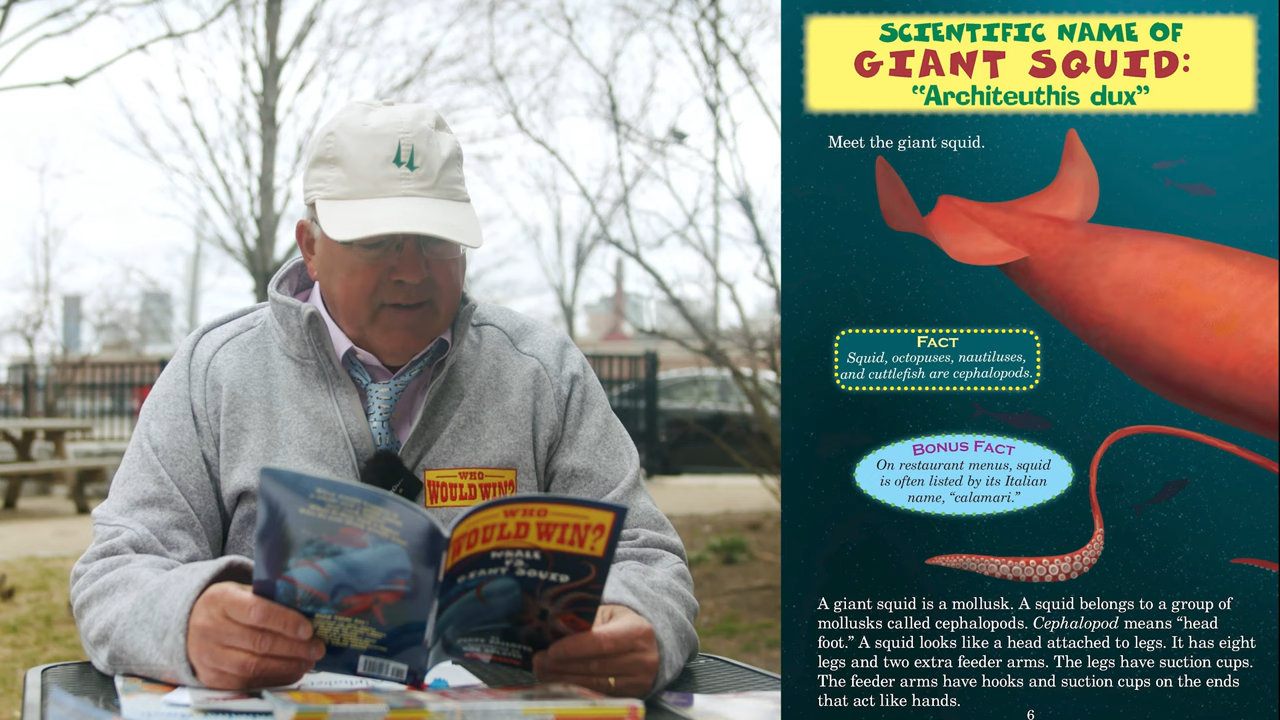 WHO
WOULD WIN?
WHO
WOULD WIN?
WHALE
VS.
GIANT SQUID
SCIENTIFIC NAME OF
GIANT SQUID:
“Architeuthis dux”
Meet the giant squid.
FACT
Squid, octopuses, nautiluses,
and cuttlefish are cephalopods.
BONUS FACT
On restaurant menus, squid
is often listed by its Italian
name, “calamari.”
A giant squid is a mollusk. A squid belongs to a group of
mollusks called cephalopods. Cephalopod means “head
foot.” A squid looks like a head attached to legs. It has eight
legs and two extra feeder arms. The legs have suction cups.
The feeder arms have hooks and suction cups on the ends
that act like hands.
6